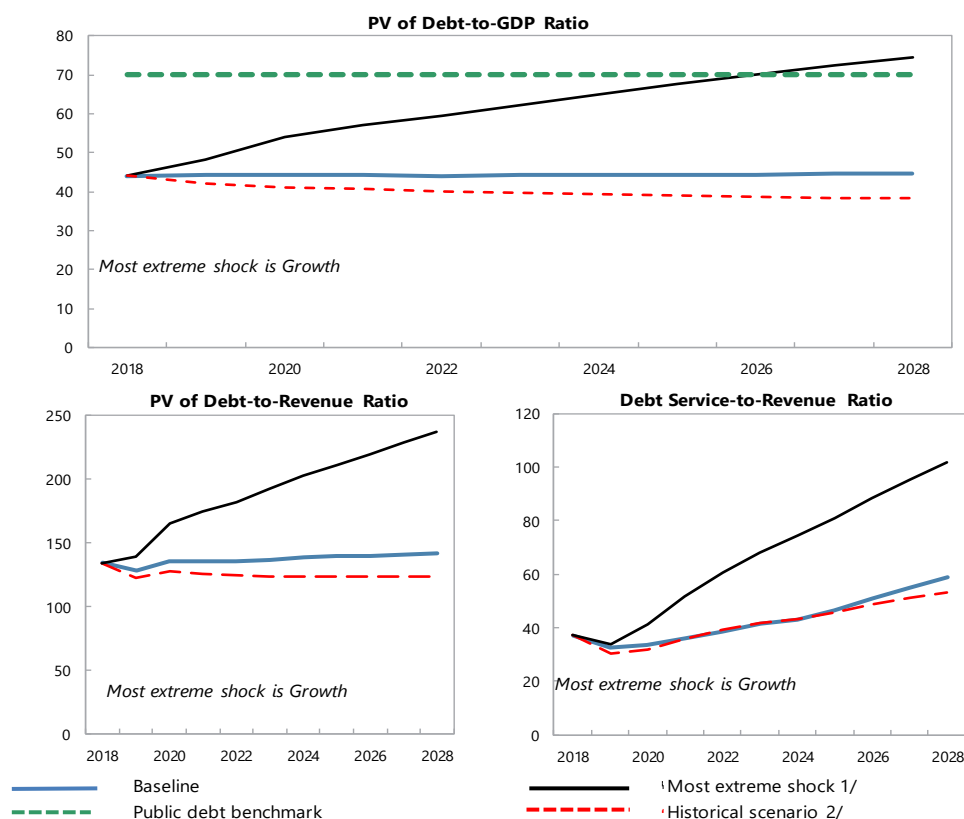 PV of Debt-to-GDP Ratio
80
70
60
50
40
30
20
10
0
Most extreme shock is Growth
2018 2020 2022 2024 2026 2028
PV of Debt-to-Revenue Ratio
250
200
150
100
50
0
Most extreme shock is Growth
2018 2020 2022 2024 2026 2028
Debt Service-to-Revenue Ratio
120
100
80
60
40
20
0
Most extreme shock is Growth
2018 2020 2022 2024 2026 2028
Baseline
Public debt benchmark
Most extreme shock 1/
Historical scenario 2/